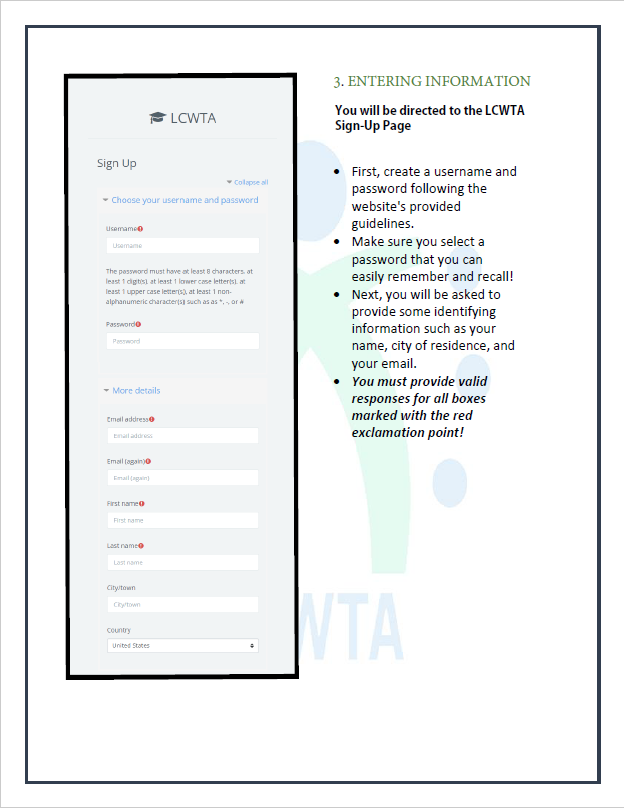 LCWTA
Sign Up
Collapse all
Choose your username and password
Username
Username
The password must have at least 8 characters, at
least 1 digit(s), at least 1 lower case letter(s), at
least 1 upper case letter(s), at least 1 non-
alphanumeric character(s) such as as *, -, or #
Password
Password
More details
Email address
Email address
Email (again)
Email (again)
First name
First name
Last name
Last name
City/town
City/town
Country
United States
3. ENTERING INFORMATION
You will be directed to the LCWTA
Sign-Up Page
• First, create a username and
password following the
website's provided
guidelines.
• Make sure you select a
password that you can
easily remember and recall!
• Next, you will be asked to
provide some identifying
information such as your
name, city of residence, and
your email.
• You must provide valid
responses for all boxes
marked with the red
exclamation point!
WTA